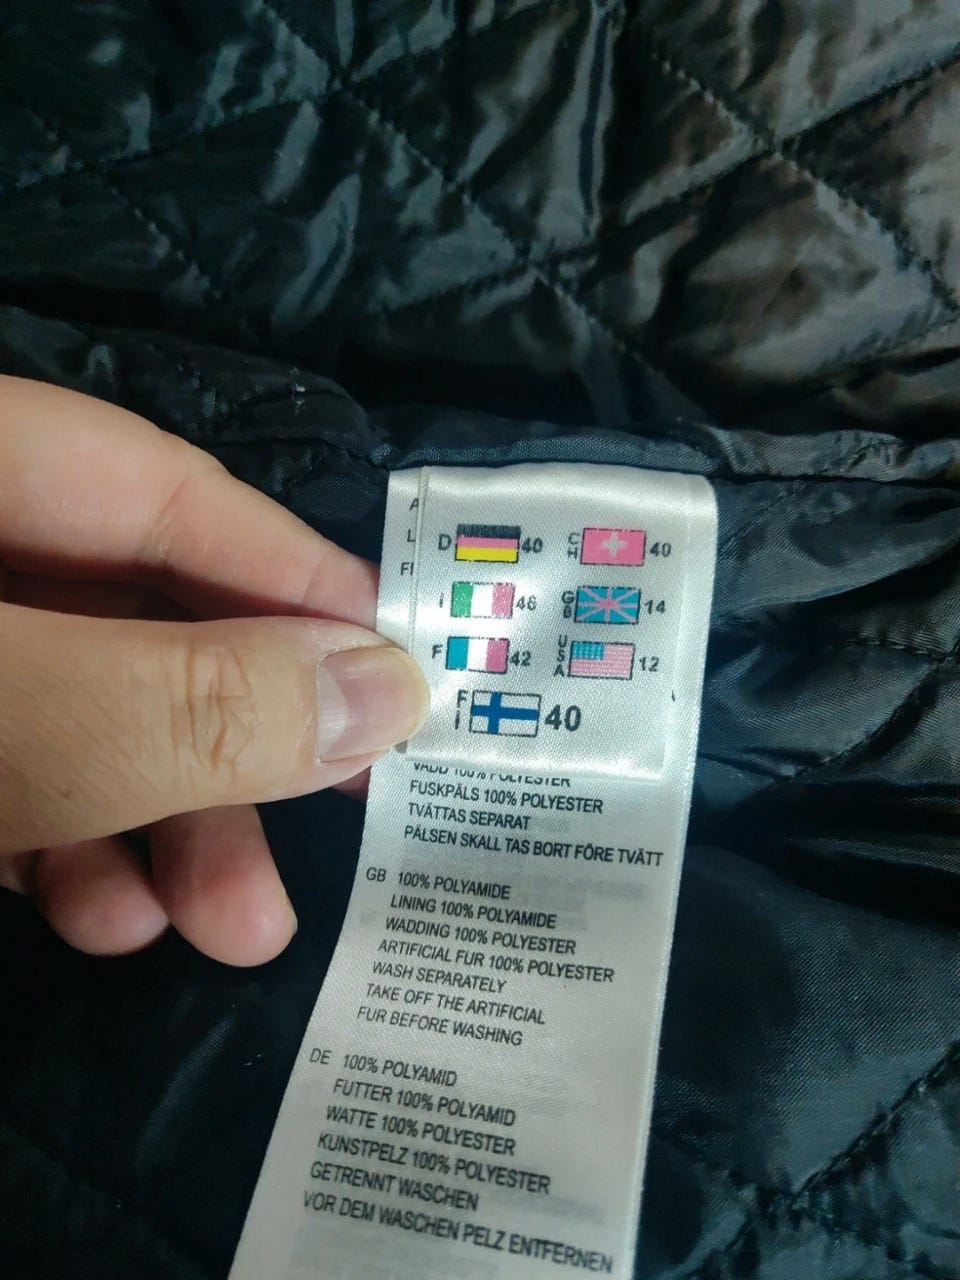 A
L
FI
D 40
CH 40
I 46
GB 14
F 42
USA 12
FI 40
VADD 100% POLYESTER
FUSKPÄLS 100% POLYESTER
TVÄTTAS SEPARAT
PÄLSEN SKALL TAS BORT FÖRE TVÄTT
GB 100% POLYAMIDE
LINING 100% POLYAMIDE
WADDING 100% POLYESTER
ARTIFICIAL FUR 100% POLYESTER
WASH SEPARATELY
TAKE OFF THE ARTIFICIAL
FUR BEFORE WASHING
DE 100% POLYAMID
FUTTER 100% POLYAMID
WATTE 100% POLYESTER
KUNSTPELZ 100% POLYESTER
GETRENNT WASCHEN
VOR DEM WASCHEN PELZ ENTFERNEN